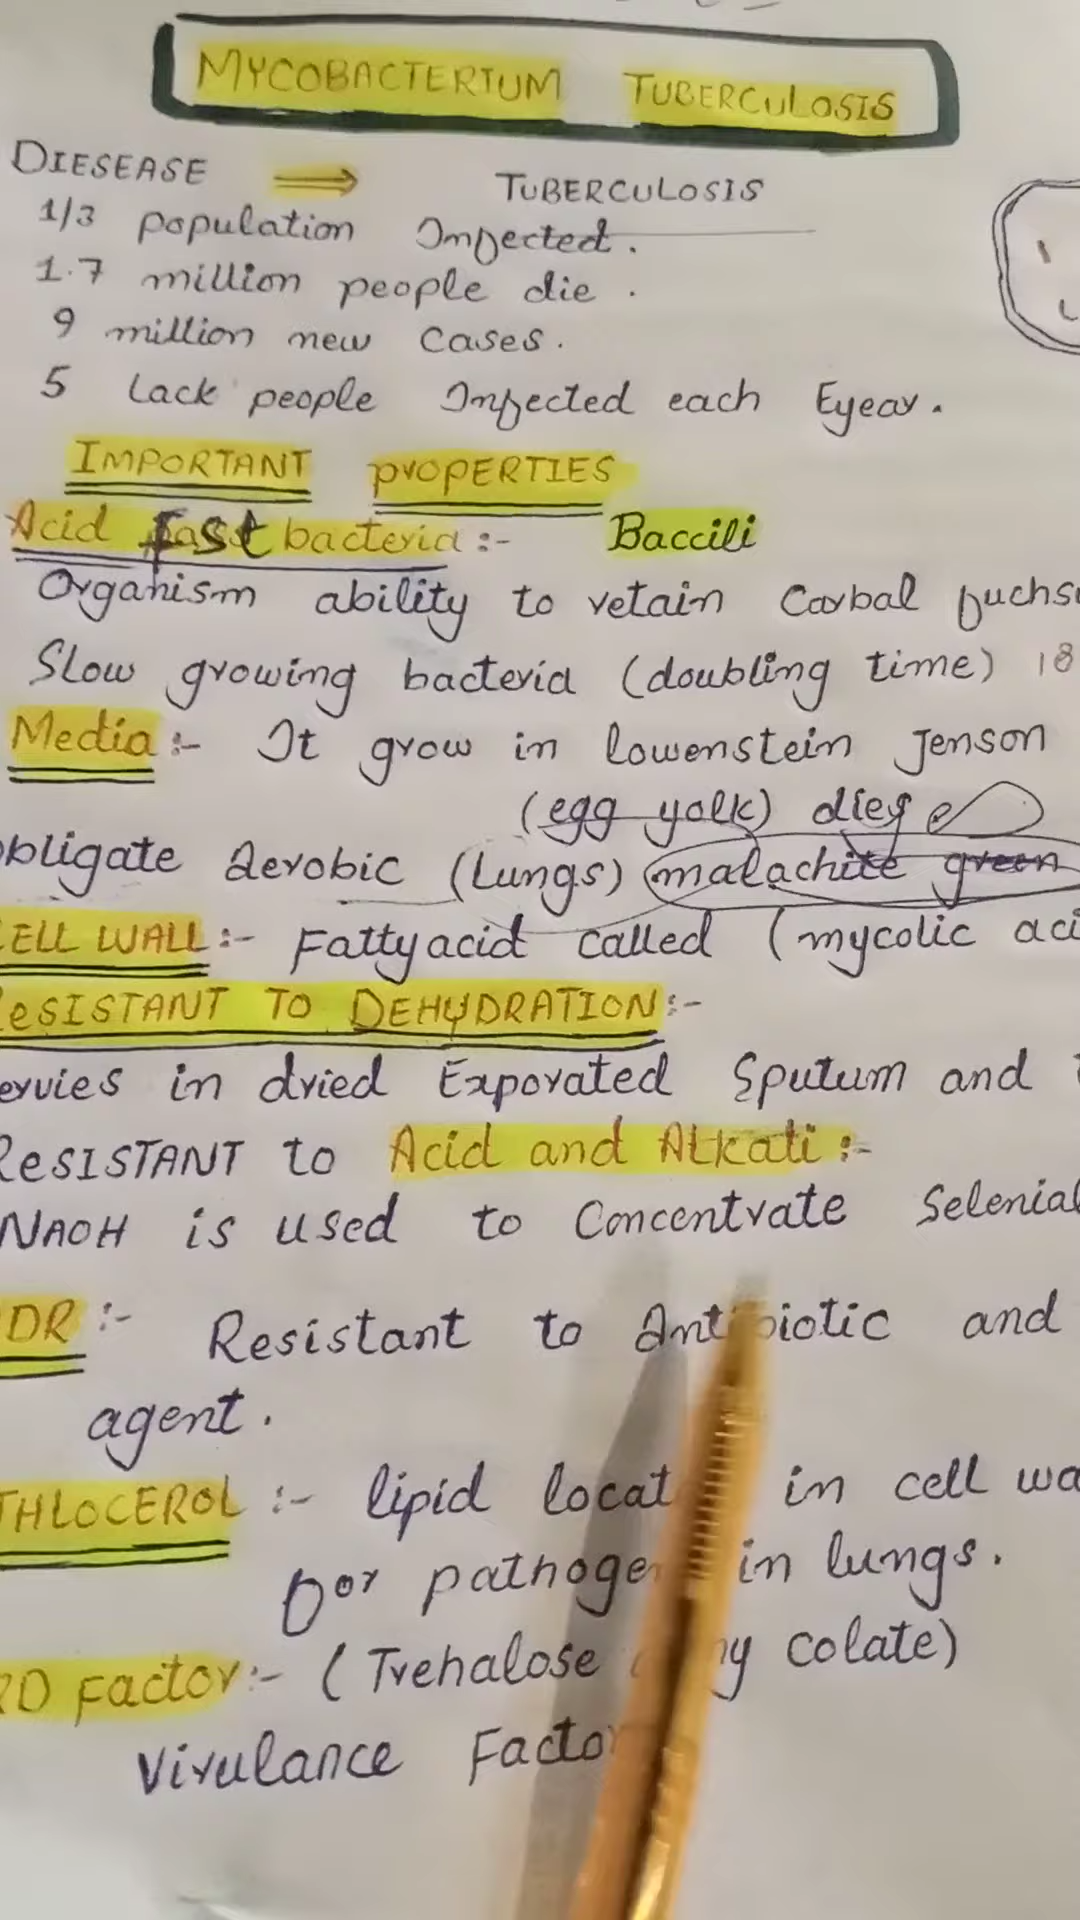 MYCOBACTERIUM TUBERCULOSIS
DIESEASE ⇒ TUBERCULOSIS
1/3 population Infected.
1.7 million people die.
9 million new cases.
5 Lack people Infected each Eyear.
IMPORTANT PROPERTIES
Acid Fast bacteria:- Baccili
Organism ability to retain Carbal fuchs
Slow growing bacteria (doubling time) 18
Media:- It grow in lowenstein Jenson
(egg yolk) dies
bligate aerobic (Lungs) malachite green
ELL WALL:- Fattyacid called (mycolic aci
eSISTANT TO DEHYDRATION:-
ervies in dried Exporated Sputum and
ReSISTANT to Acid and Alkali:-
NAOH is used to Concentrate Selenial
DR:- Resistant to Antibiotic and
agent.
THLOCEROL:- lipid locat in cell wa
for pathoge in lungs.
D Factor:- (Trehalose my colate)
Virulance Facto